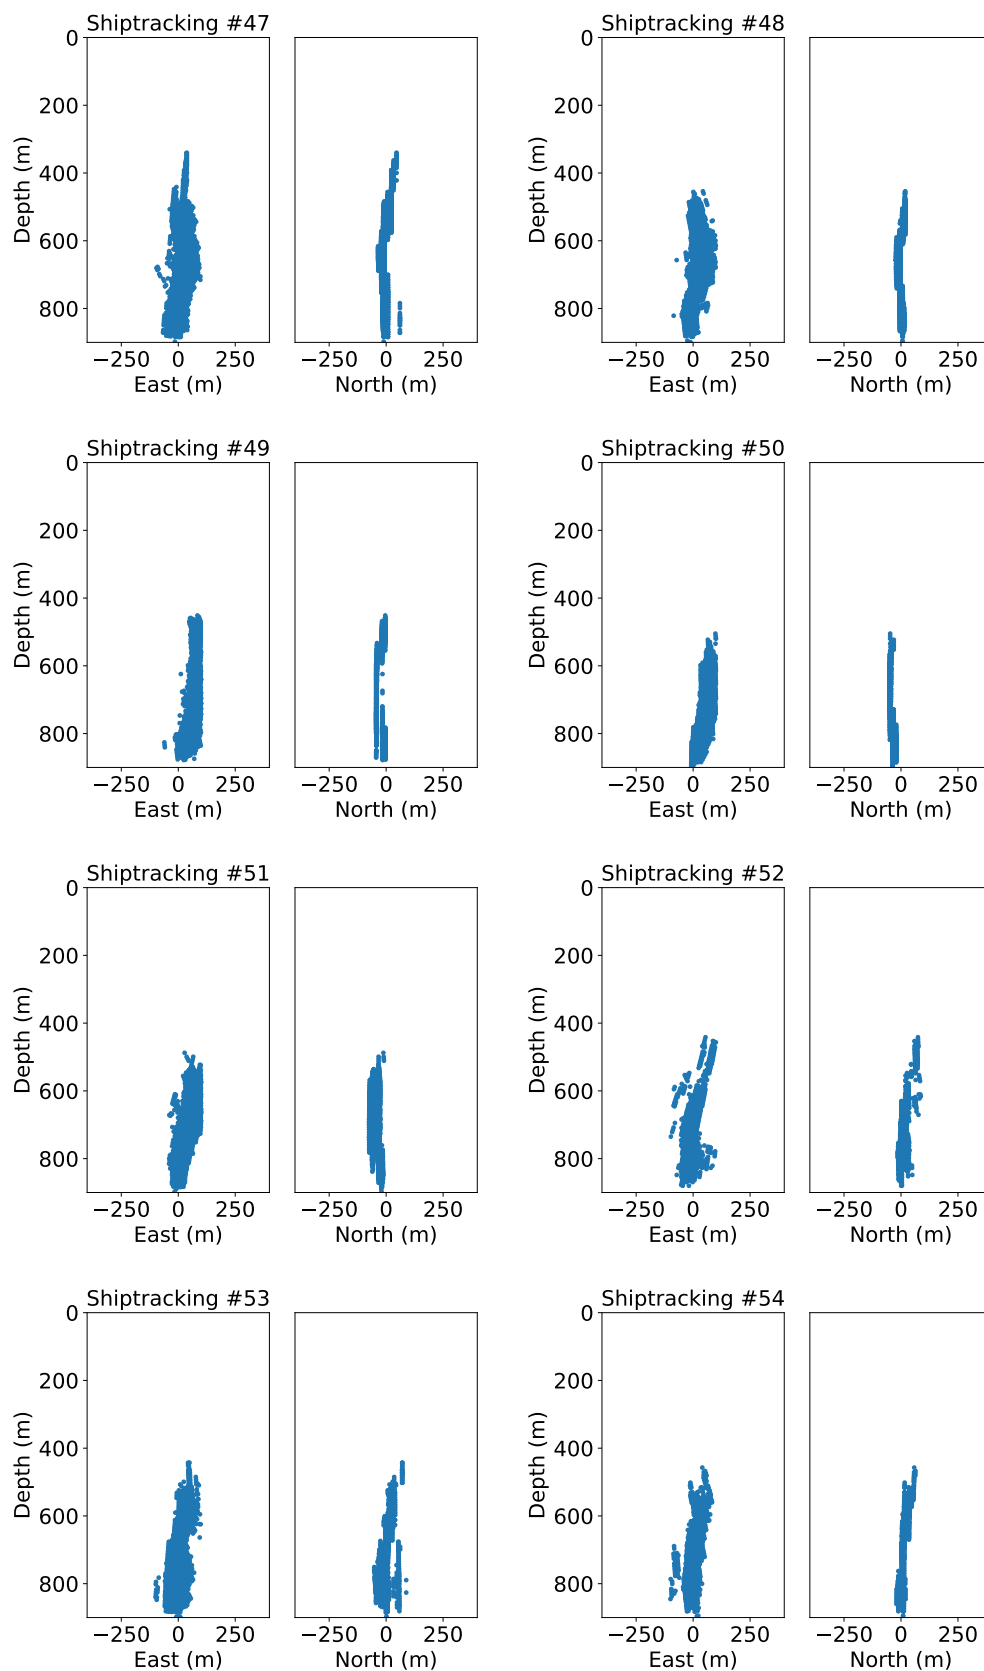 Shiptracking #47
Shiptracking #48
0
200
400
600
800
Depth (m)
−250 0 250
East (m)
−250 0 250
North (m)
0
200
400
600
800
Depth (m)
−250 0 250
East (m)
−250 0 250
North (m)
Shiptracking #49
Shiptracking #50
0
200
400
600
800
Depth (m)
−250 0 250
East (m)
−250 0 250
North (m)
0
200
400
600
800
Depth (m)
−250 0 250
East (m)
−250 0 250
North (m)
Shiptracking #51
Shiptracking #52
0
200
400
600
800
Depth (m)
−250 0 250
East (m)
−250 0 250
North (m)
0
200
400
600
800
Depth (m)
−250 0 250
East (m)
−250 0 250
North (m)
Shiptracking #53
Shiptracking #54
0
200
400
600
800
Depth (m)
−250 0 250
East (m)
−250 0 250
North (m)
0
200
400
600
800
Depth (m)
−250 0 250
East (m)
−250 0 250
North (m)